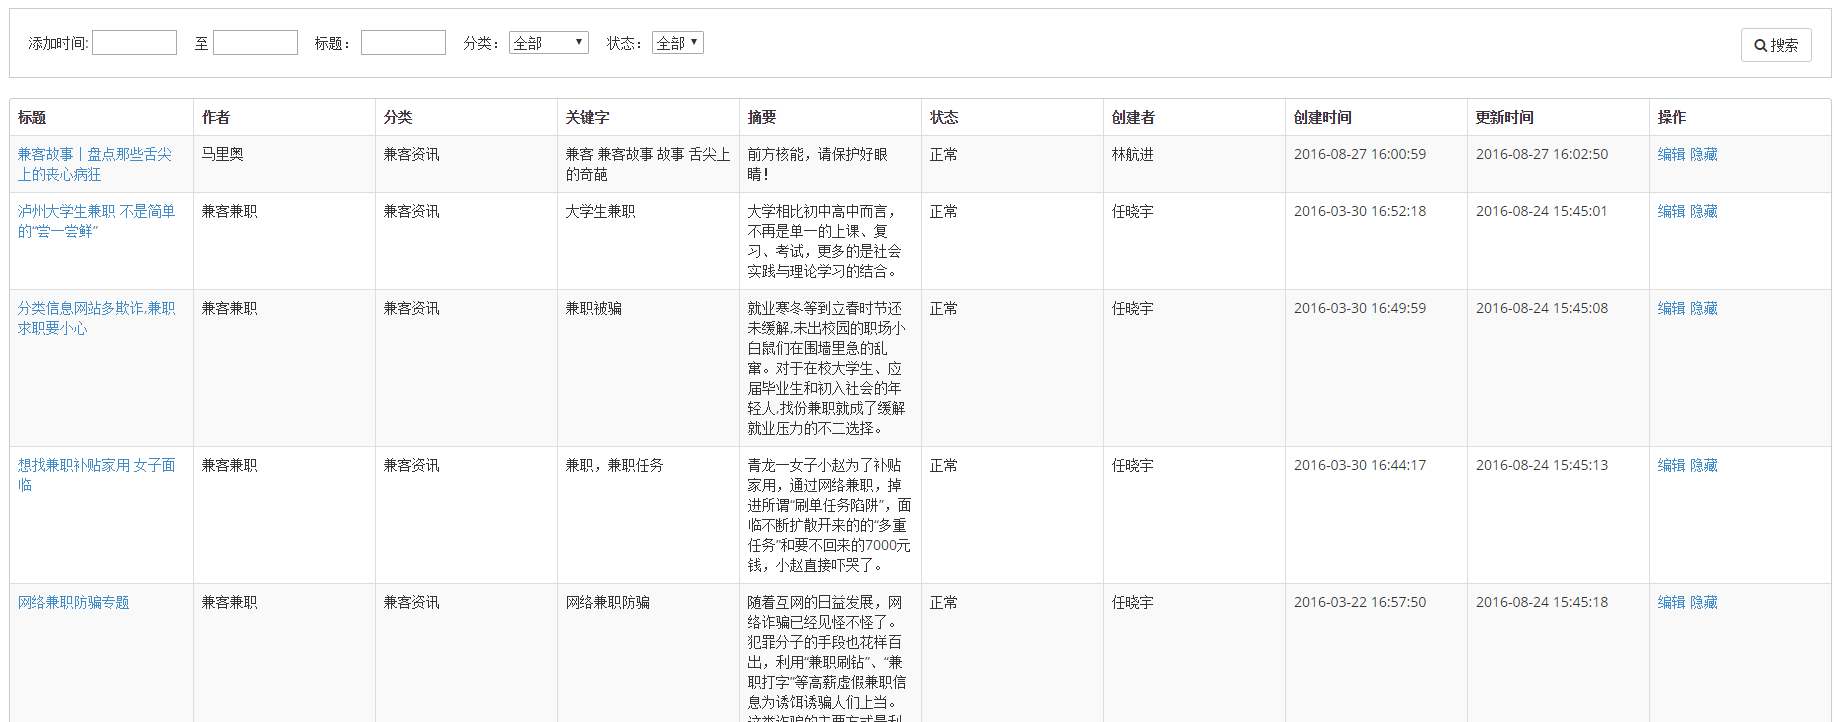 添加时间: 至 标题： 分类： 全部 状态： 全部 搜索
标题 作者 分类 关键字 摘要 状态 创建者 创建时间 更新时间 操作
兼客故事丨盘点那些舌尖 马里奥 兼客资讯 兼客 兼客故事 故事 舌尖上 前方核能，请保护好眼 正常 林航进 2016-08-27 16:00:59 2016-08-27 16:02:50 编辑 隐藏
上的丧心病狂 的奇葩 睛！
泸州大学生兼职 不是简单 兼客兼职 兼客资讯 大学生兼职 大学相比初中高中而言， 正常 任晓宇 2016-03-30 16:52:18 2016-08-24 15:45:01 编辑 隐藏
的“尝一尝鲜” 不再是单一的上课、复
习、考试，更多的是社会
实践与理论学习的结合。
分类信息网站多欺诈,兼职 兼客兼职 兼客资讯 兼职被骗 就业寒冬等到立春时节还 正常 任晓宇 2016-03-30 16:49:59 2016-08-24 15:45:08 编辑 隐藏
求职要小心 未缓解,未出校园的职场小
白鼠们在围墙里急的乱
窜。对于在校大学生、应
届毕业生和初入社会的年
轻人,找份兼职就成了缓解
就业压力的不二选择。
想找兼职补贴家用 女子面 兼客兼职 兼客资讯 兼职，兼职任务 青龙一女子小赵为了补贴 正常 任晓宇 2016-03-30 16:44:17 2016-08-24 15:45:13 编辑 隐藏
临 家用，通过网络兼职，掉
进所谓“刷单任务陷阱”，面
临不断扩散开来的的“多重
任务”和要不回来的7000元
钱，小赵直接吓哭了。
网络兼职防骗专题 兼客兼职 兼客资讯 网络兼职防骗 随着互网的日益发展，网 正常 任晓宇 2016-03-22 16:57:50 2016-08-24 15:45:18 编辑 隐藏
络诈骗已经见怪不怪了。
犯罪分子的手段也花样百
出，利用“兼职刷钻”、“兼
职打字”等高薪虚假兼职信
息为诱饵诱骗人们上当。
这类诈骗的主要方式是利